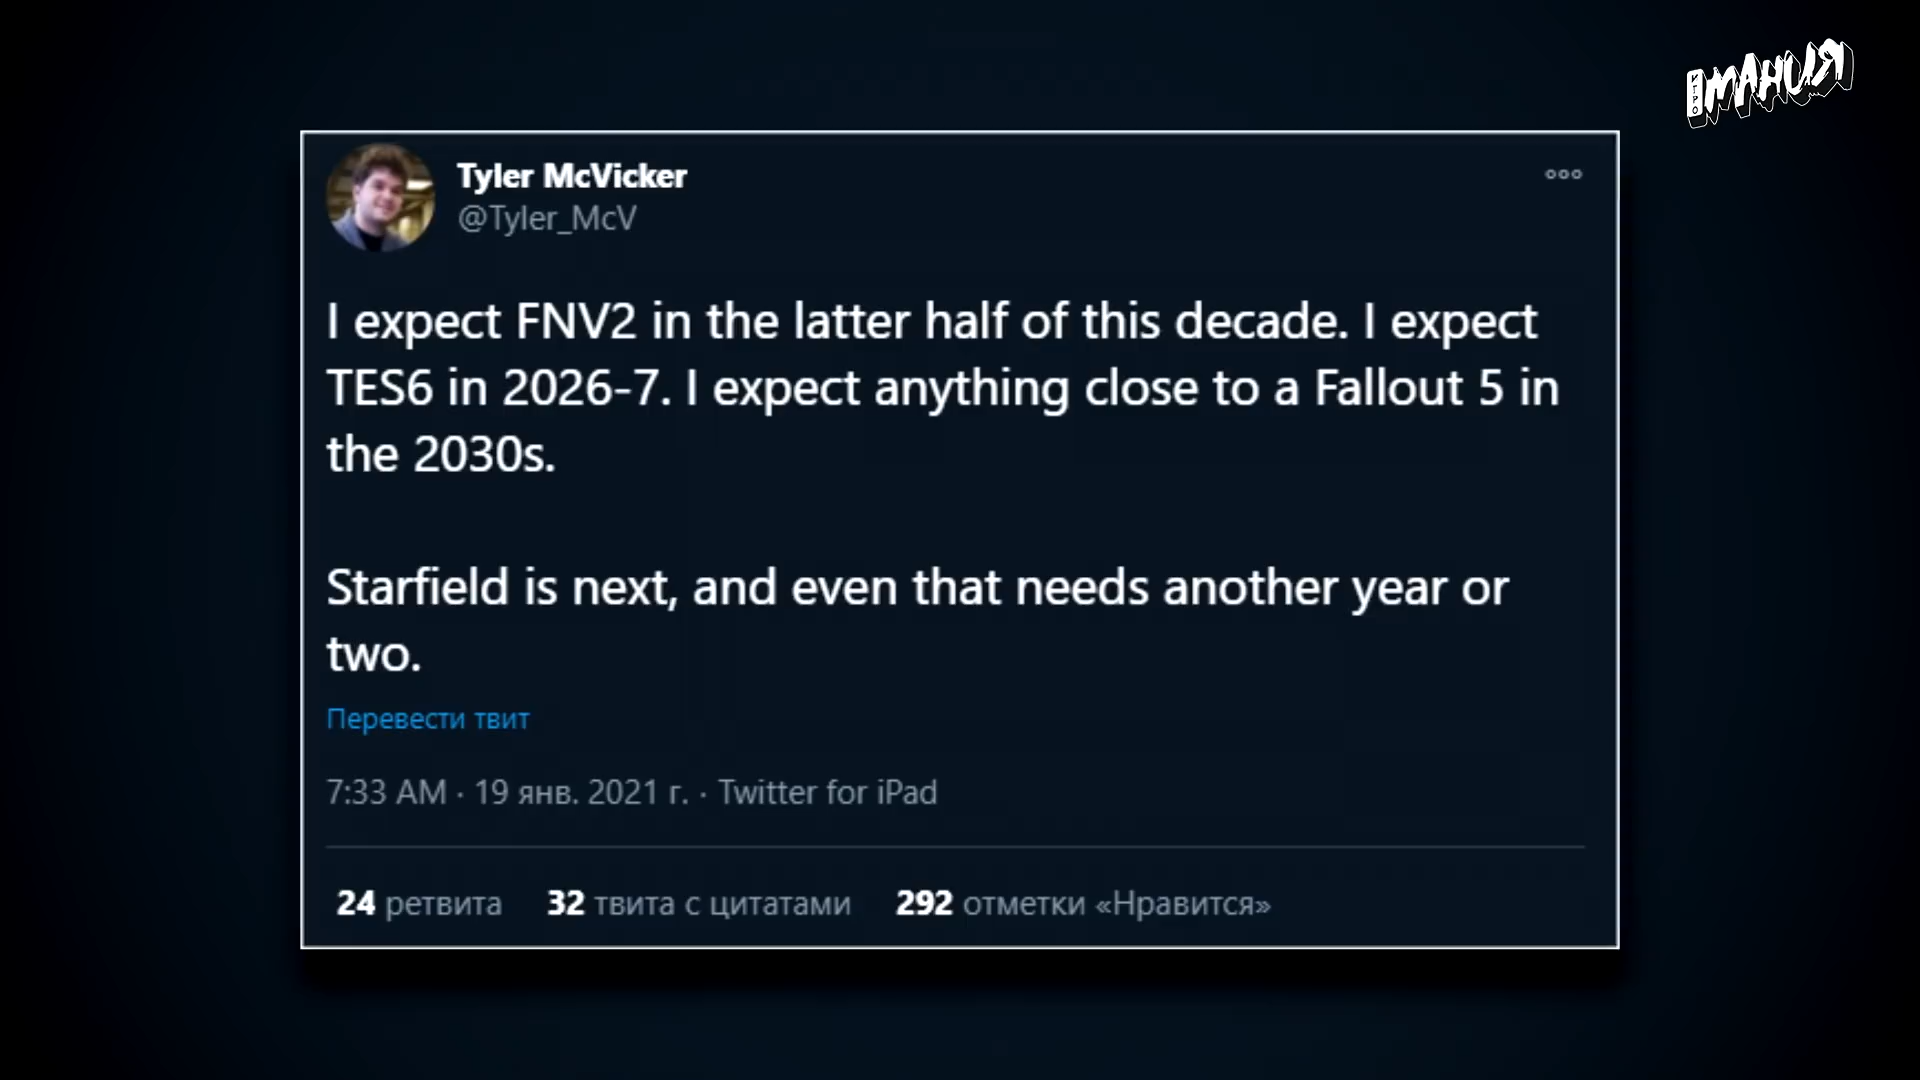 ИГРО
МАНИЯ
Tyler McVicker
@Tyler_McV
I expect FNV2 in the latter half of this decade. I expect
TES6 in 2026-7. I expect anything close to a Fallout 5 in
the 2030s.
Starfield is next, and even that needs another year or
two.
Перевести твит
7:33 AM · 19 янв. 2021 г. · Twitter for iPad
24 ретвита 32 твита с цитатами 292 отметки «Нравится»